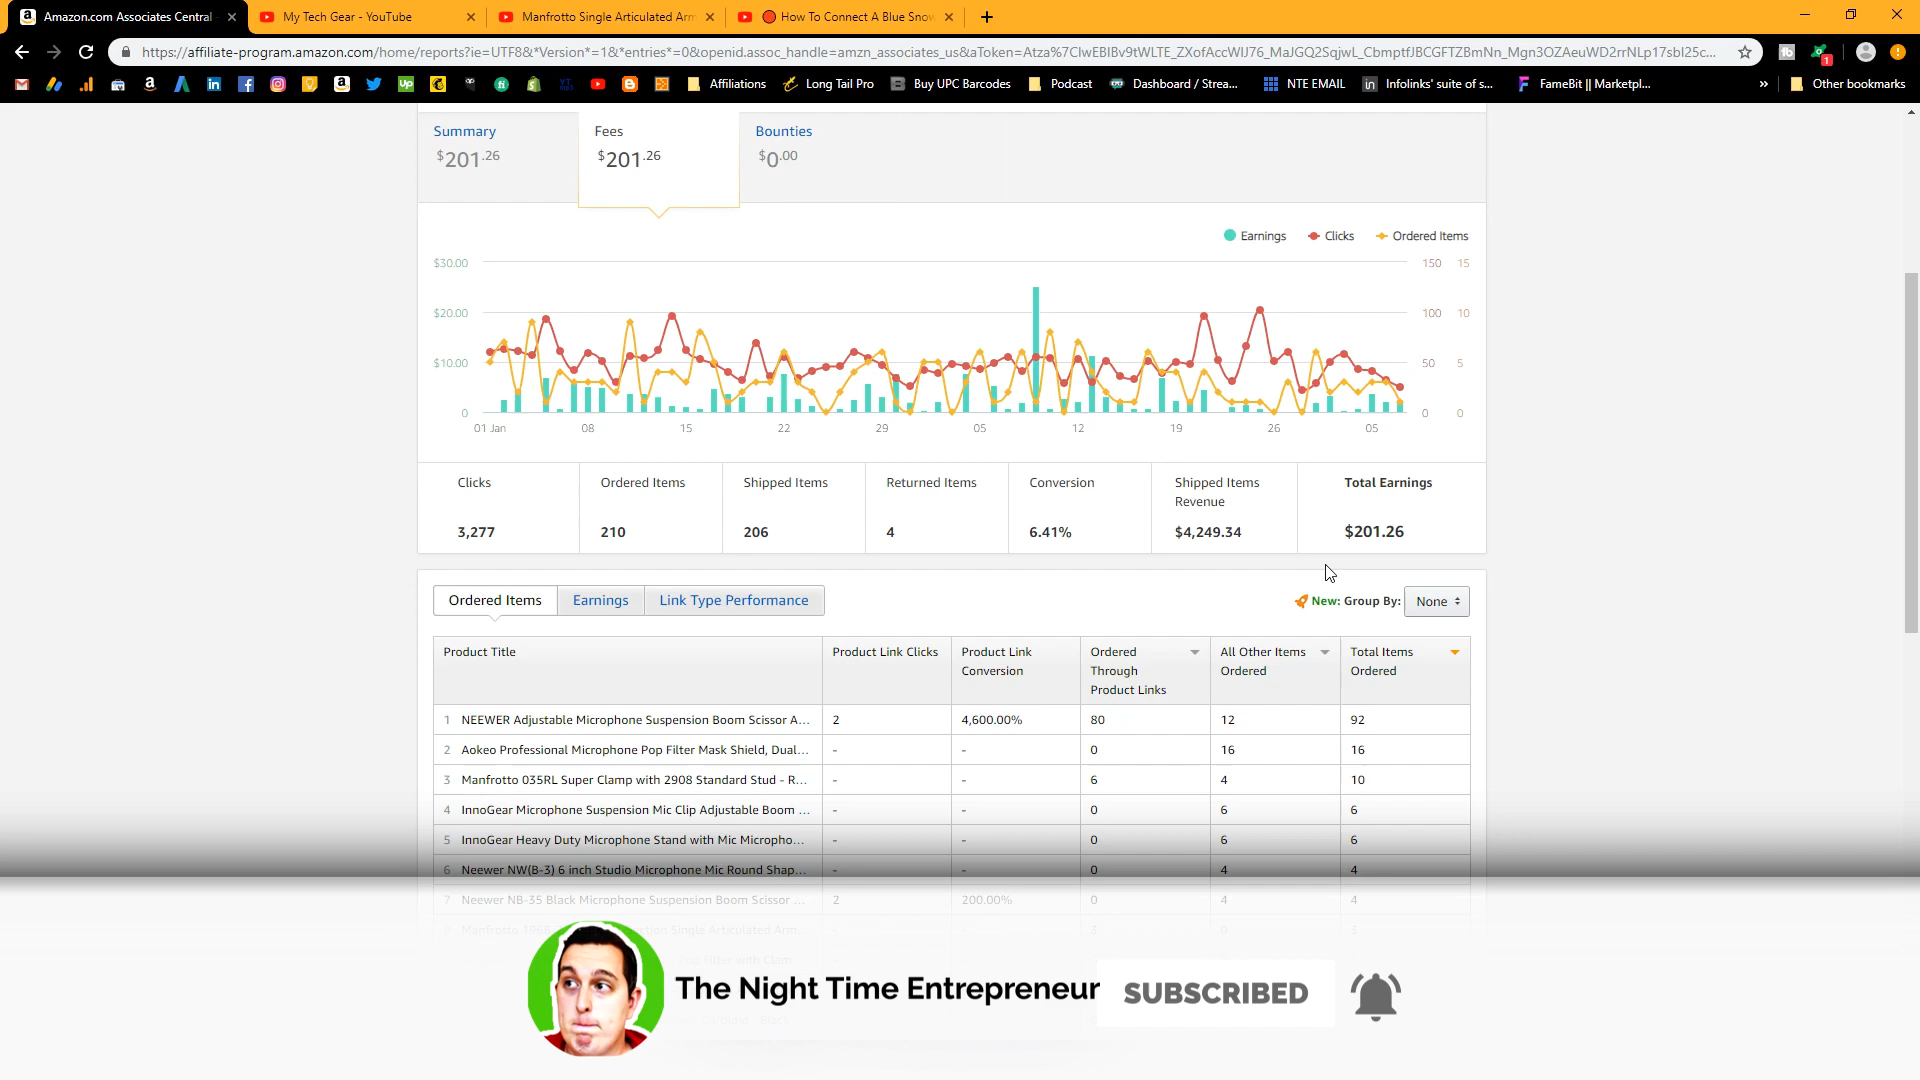 Amazon.com Associates Central
My Tech Gear - YouTube
Manfrotto Single Articulated Arm
How To Connect A Blue Snow
https://affiliate-program.amazon.com/home/reports?ie=UTF8&*Version*=1&*entries*=0&openid.assoc_handle=amzn_associates_us&aToken=Atza%7CIwEBIBv9tWLTE_ZXofAccWIJ76_MaJGQ2SqjwL_CbmptfJBCGFTZBmNn_Mgn3OZAeuWD2rrNLp17sbI25c...
Affiliations
Long Tail Pro
Buy UPC Barcodes
Podcast
Dashboard / Strea...
NTE EMAIL
Infolinks' suite of s...
FameBit || Marketpl...
Other bookmarks
Summary
$201.26
Fees
$201.26
Bounties
$0.00
Earnings Clicks Ordered Items
$30.00 150 15
$20.00 100 10
$10.00 50 5
0 0 0
01 Jan 08 15 22 29 05 12 19 26 05
Clicks
3,277
Ordered Items
210
Shipped Items
206
Returned Items
4
Conversion
6.41%
Shipped Items
Revenue
$4,249.34
Total Earnings
$201.26
Ordered Items Earnings Link Type Performance
New: Group By: None
Product Title
Product Link Clicks
Product Link
Conversion
Ordered
Through
Product Links
All Other Items
Ordered
Total Items
Ordered
1 NEEWER Adjustable Microphone Suspension Boom Scissor A... 2 4,600.00% 80 12 92
2 Aokeo Professional Microphone Pop Filter Mask Shield, Dual... - - 0 16 16
3 Manfrotto 035RL Super Clamp with 2908 Standard Stud - R... - - 6 4 10
4 InnoGear Microphone Suspension Mic Clip Adjustable Boom ... - - 0 6 6
5 InnoGear Heavy Duty Microphone Stand with Mic Micropho... - - 0 6 6
6 Neewer NW(B-3) 6 inch Studio Microphone Mic Round Shap... - - 0 4 4
7 Neewer NB-35 Black Microphone Suspension Boom Scissor ... 2 200.00% 0 4 4
The Night Time Entrepreneur
SUBSCRIBED